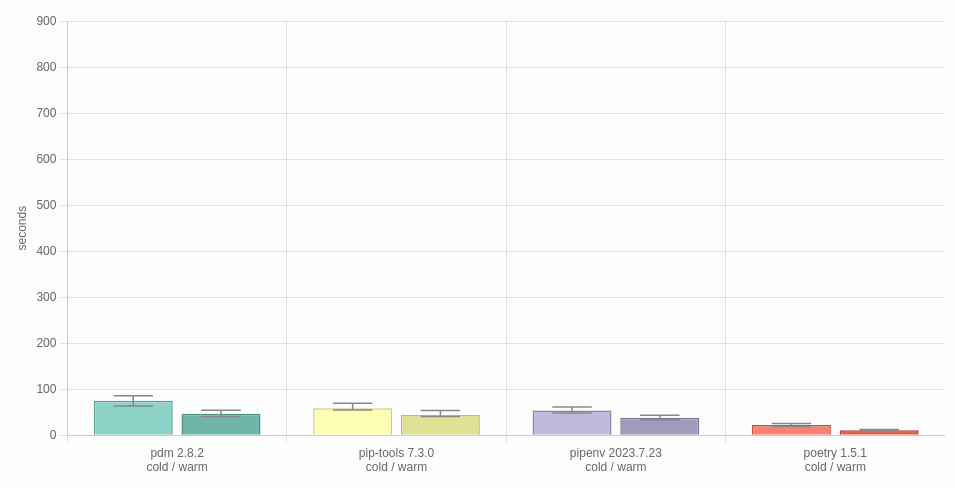 900
800
700
600
500
400
300
200
100
0
seconds
pdm 2.8.2
cold / warm
pip-tools 7.3.0
cold / warm
pipenv 2023.7.23
cold / warm
poetry 1.5.1
cold / warm